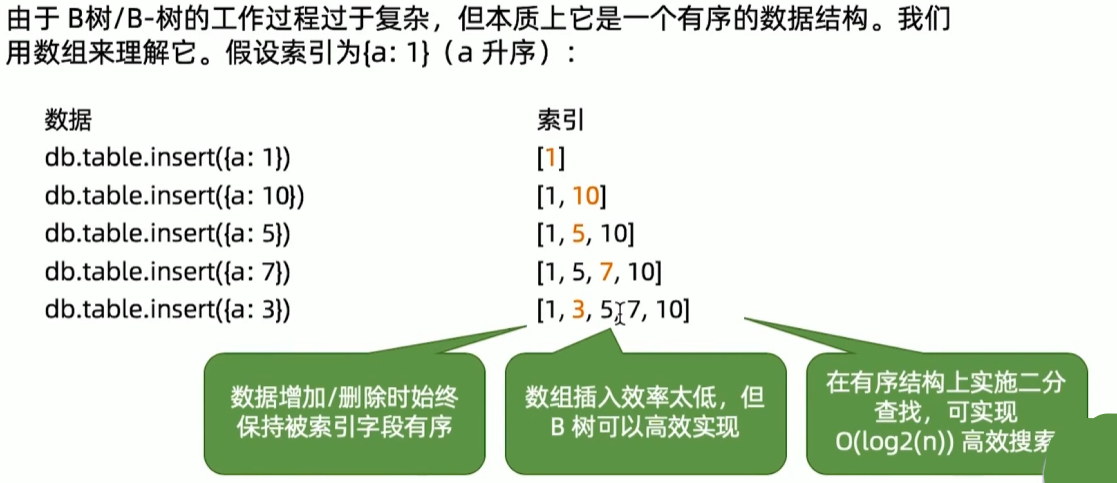 由于 B树/B-树的工作过程过于复杂，但本质上它是一个有序的数据结构。我们
用数组来理解它。假设索引为{a: 1}（a 升序）：
数据
索引
db.table.insert({a: 1})
[1]
db.table.insert({a: 10})
[1, 10]
db.table.insert({a: 5})
[1, 5, 10]
db.table.insert({a: 7})
[1, 5, 7, 10]
db.table.insert({a: 3})
[1, 3, 5, 7, 10]
数据增加/删除时始终
保持被索引字段有序
数组插入效率太低，但
B 树可以高效实现
在有序结构上实施二分
查找，可实现
O(log2(n)) 高效搜索